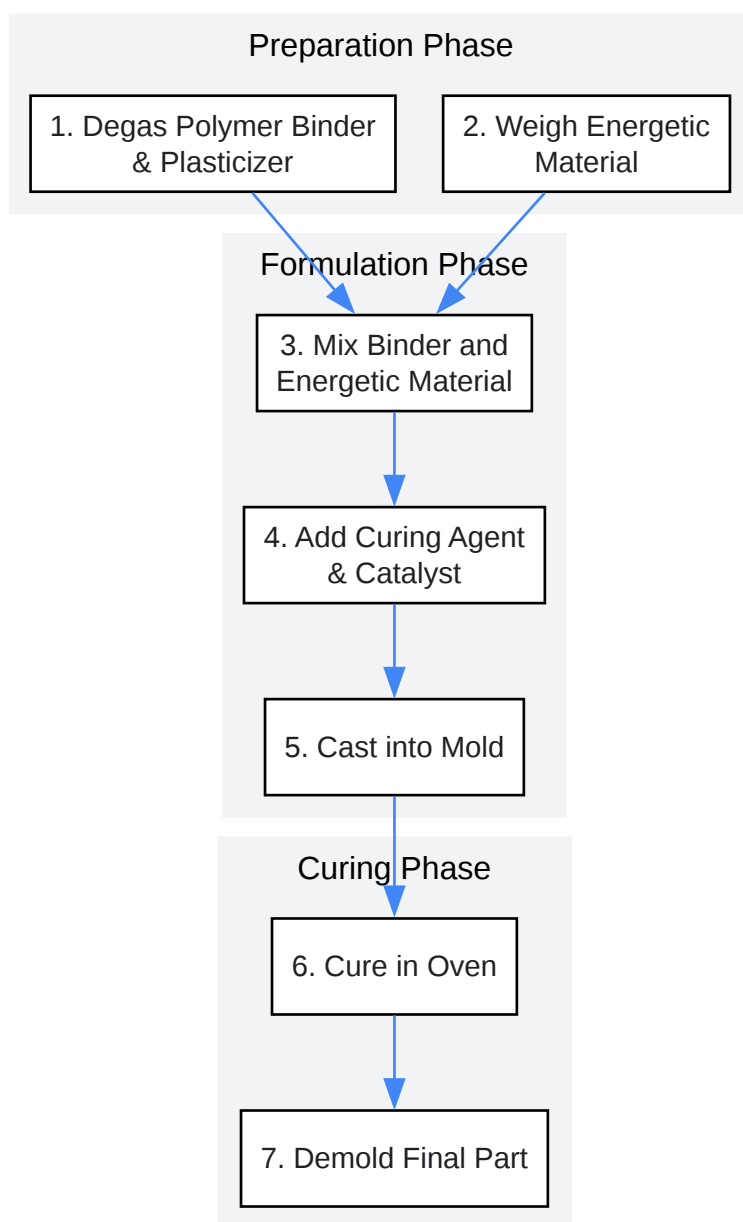 Preparation Phase
1. Degas Polymer Binder
& Plasticizer
2. Weigh Energetic
Material
Formulation Phase
3. Mix Binder and
Energetic Material
4. Add Curing Agent
& Catalyst
5. Cast into Mold
Curing Phase
6. Cure in Oven
7. Demold Final Part